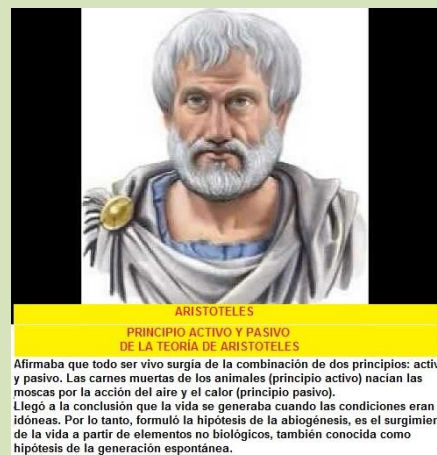 ARISTOTELES
PRINCIPIO ACTIVO Y PASIVO
DE LA TEORÍA DE ARISTOTELES
Afirmaba que todo ser vivo surgía de la combinación de dos principios:
y pasivo. Las carnes muertas de los animales (principio activo) nacían las
moscas por la acción del aire y el calor (principio pasivo).
Llegó a la conclusión que la vida se generaba cuando las condiciones eran
idóneas. Por lo tanto, formuló la hipótesis de la abiogénesis, es el
de la vida a partir de elementos no biológicos, también conocida como
hipótesis de la generación espontánea.